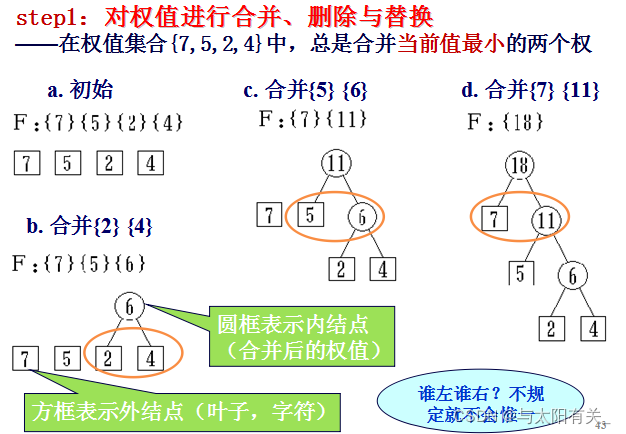 step1：对权值进行合并、删除与替换
——在权值集合{7,5,2,4}中，总是合并当前值最小的两个权
a. 初始
F:{7}{5}{2}{4}
7 5 2 4
b. 合并{2} {4}
F:{7}{5}{6}
6
7 5 2 4
方框表示外结点（叶子，字符）
圆框表示内结点
（合并后的权值）
c. 合并{5} {6}
F:{7}{11}
11
7 5 6
2 4
d. 合并{7} {11}
F:{18}
18
7 11
5 6
2 4
谁左谁右？不规
定就不会惟一
与太阳有关
43